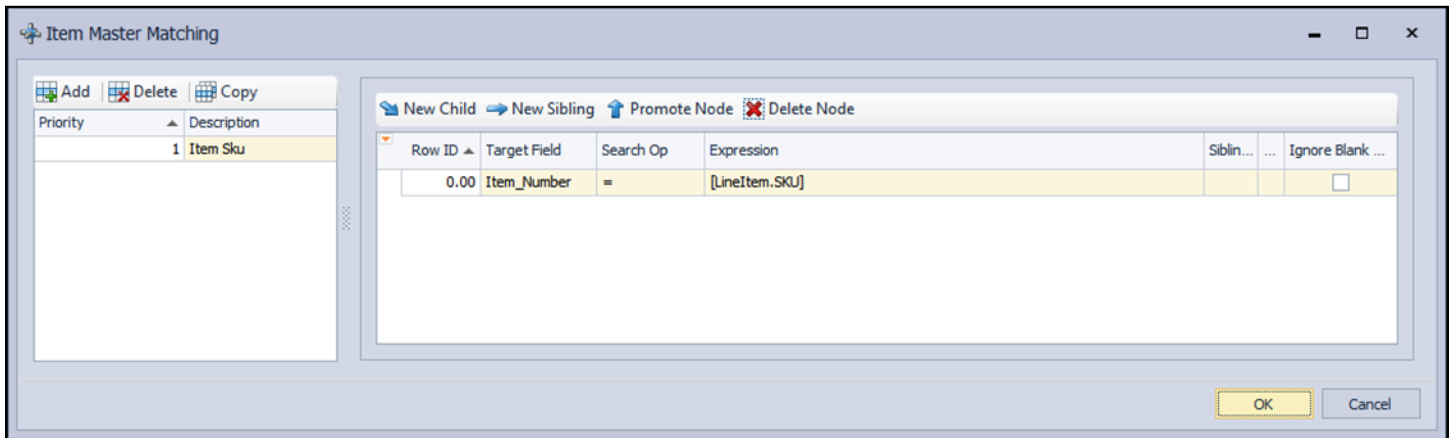 Item Master Matching
Add Delete Copy
Priority Description
1 Item Sku
New Child New Sibling Promote Node Delete Node
Row ID Target Field Search Op Expression Siblin... ... Ignore Blank ...
0.00 Item_Number = [LineItem.SKU]
OK Cancel